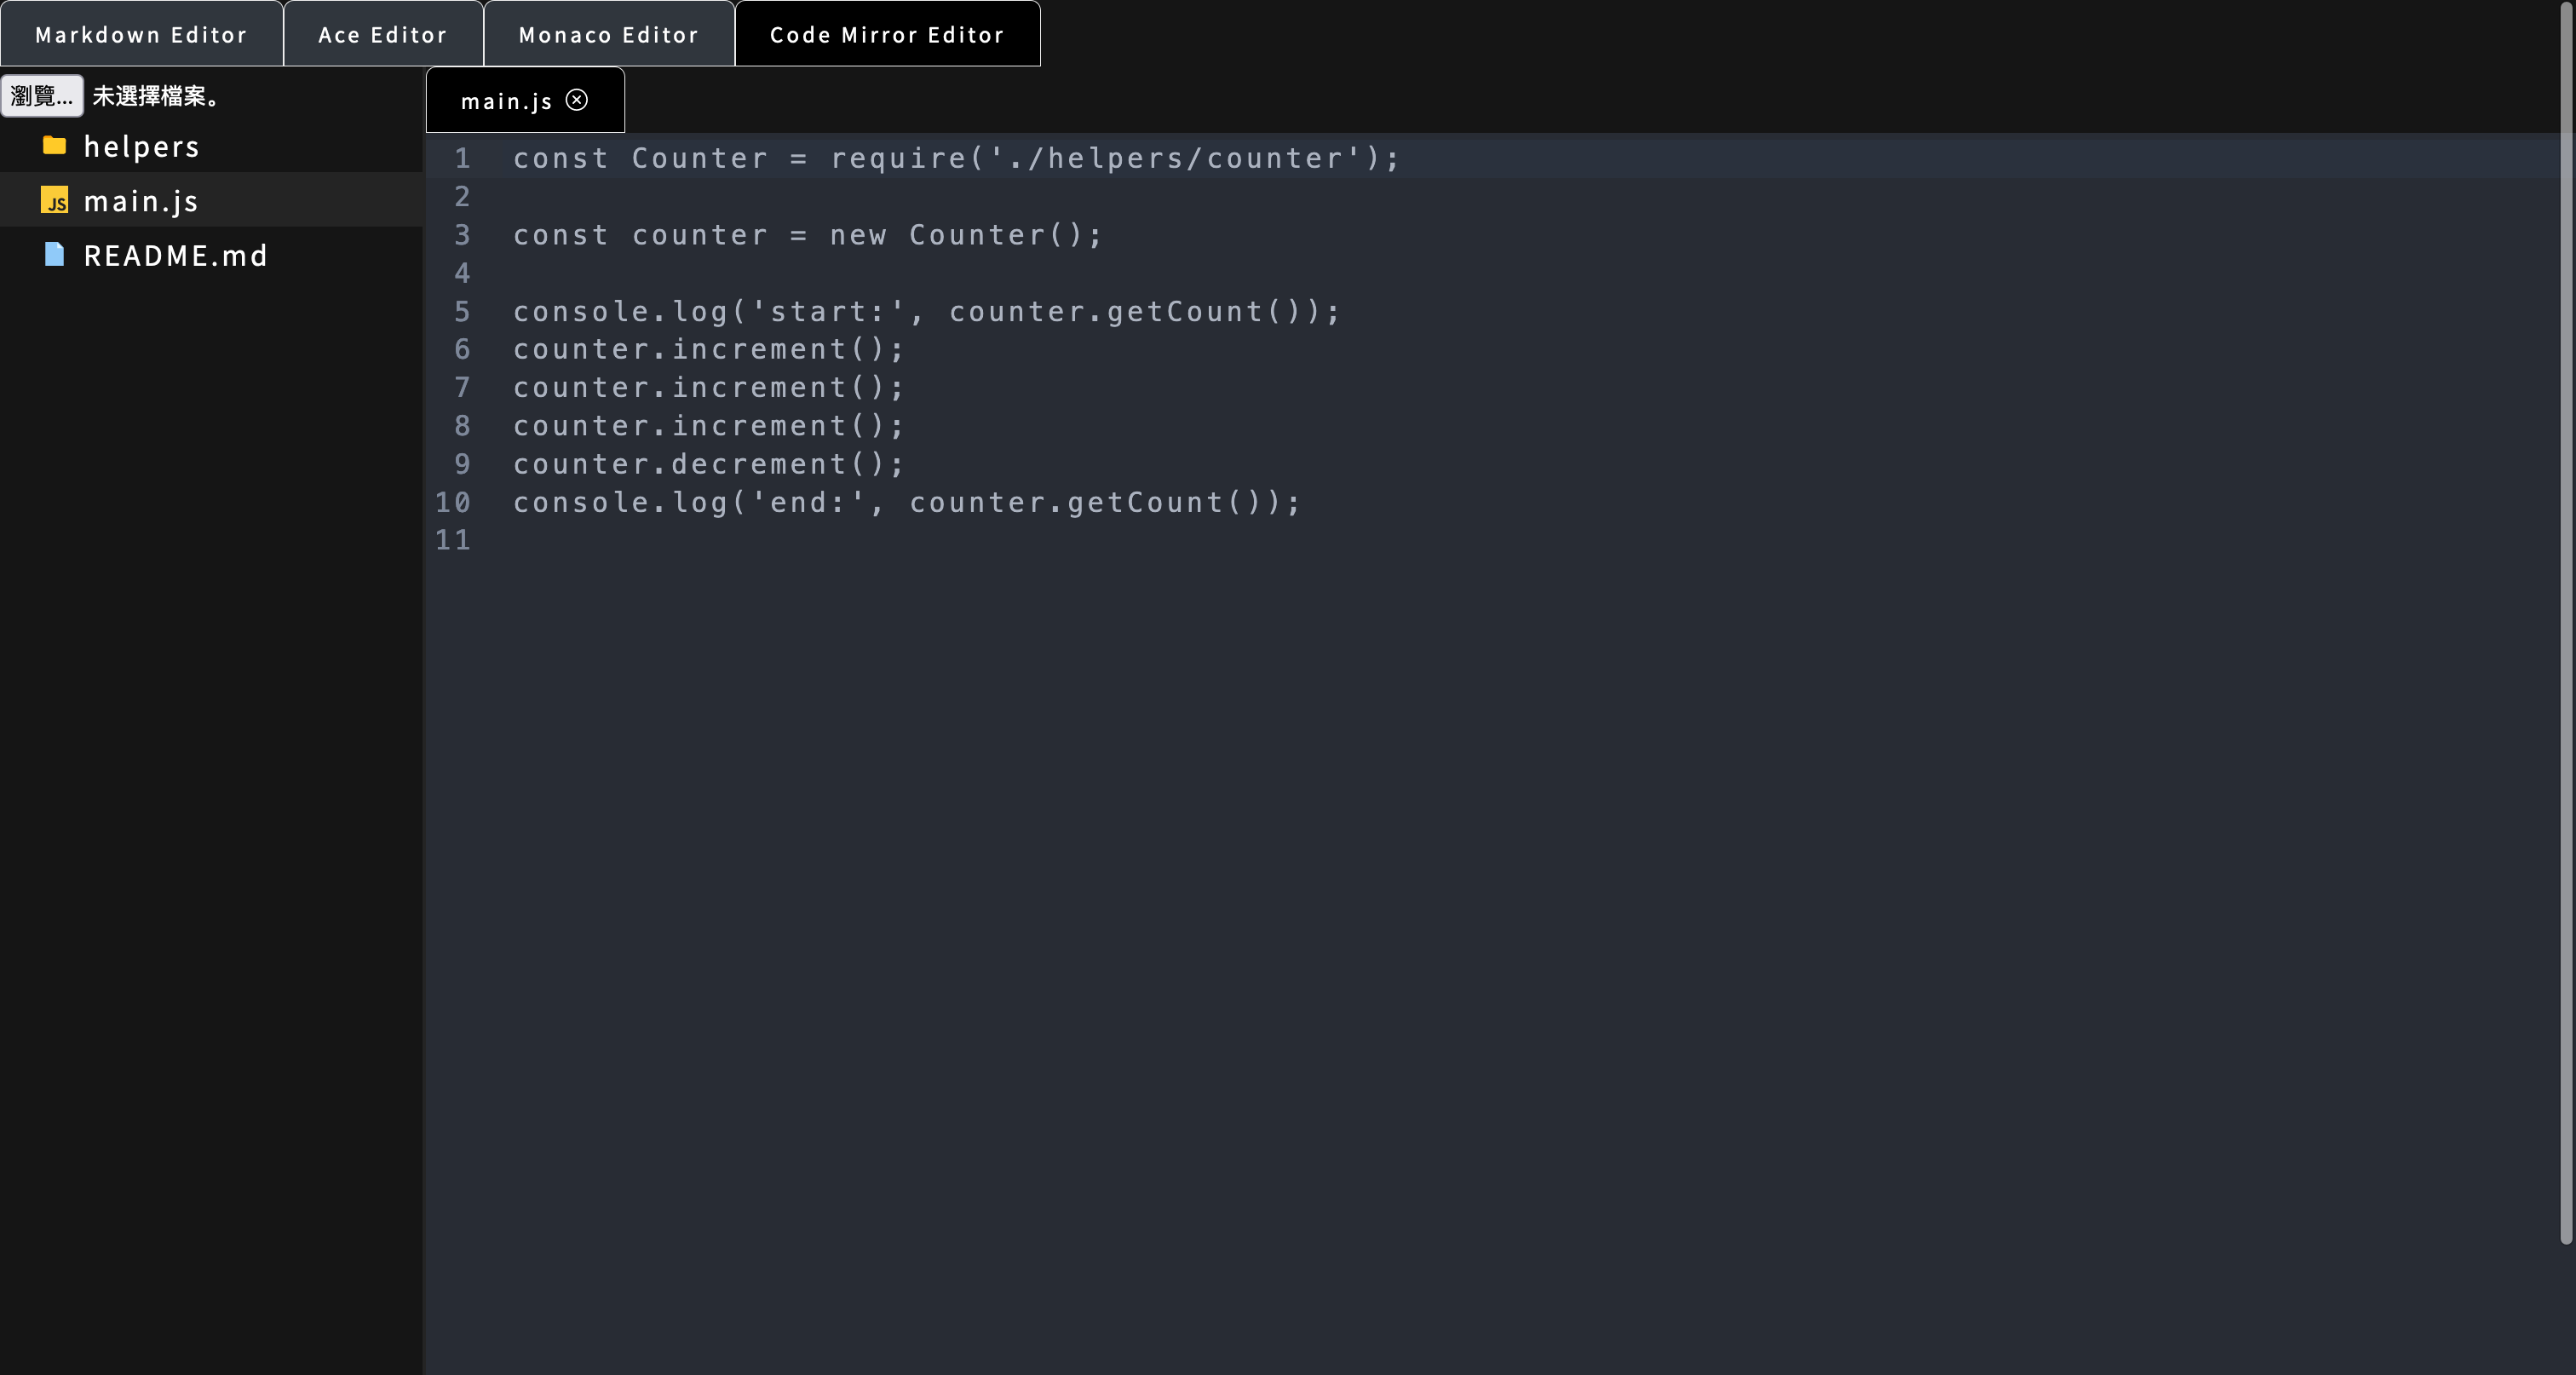 Markdown Editor Ace Editor Monaco Editor Code Mirror Editor
瀏覽... 未選擇檔案。
helpers
JS main.js
README.md
main.js
1 const Counter = require('./helpers/counter');
2
3 const counter = new Counter();
4
5 console.log('start:', counter.getCount());
6 counter.increment();
7 counter.increment();
8 counter.increment();
9 counter.decrement();
10 console.log('end:', counter.getCount());
11